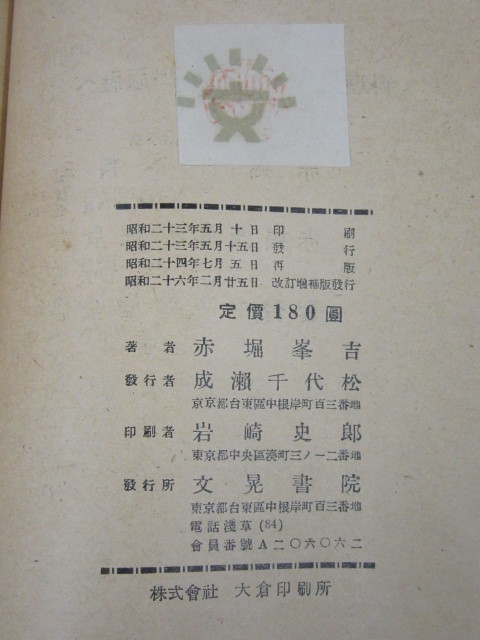 昭和二十三年五月十日 印刷
昭和二十三年五月十五日 發行
昭和二十四年七月五日 再版
昭和二十六年二月廿五日 改訂增補版發行
定價180圓
著者 赤堀峯吉
發行者 成瀨千代松
京京都台東區中根岸町百三番地
印刷者 岩崎史郎
東京都中央區湊町三ノ一二番地
發行所 文晃書院
東京都台東區中根岸町百三番地
電話淺草(84)
會員番號A二〇六〇六二
株式會社 大倉印刷所